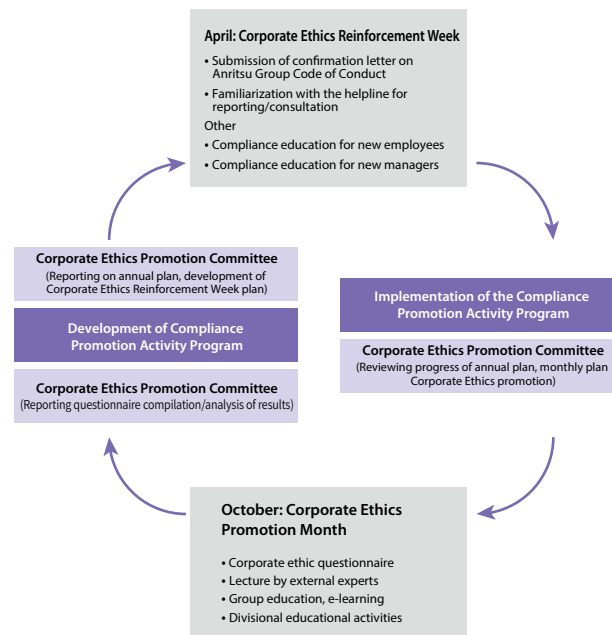 April: Corporate Ethics Reinforcement Week
• Submission of confirmation letter on
Anritsu Group Code of Conduct
• Familiarization with the helpline for
reporting/consultation
Other
• Compliance education for new employees
• Compliance education for new managers
Implementation of the Compliance
Promotion Activity Program
Corporate Ethics Promotion Committee
(Reviewing progress of annual plan, monthly plan
Corporate Ethics promotion)
October: Corporate Ethics
Promotion Month
• Corporate ethic questionnaire
• Lecture by external experts
• Group education, e-learning
• Divisional educational activities
Corporate Ethics Promotion Committee
(Reporting on annual plan, development of
Corporate Ethics Reinforcement Week plan)
Development of Compliance
Promotion Activity Program
Corporate Ethics Promotion Committee
(Reporting questionnaire compilation/analysis of results)